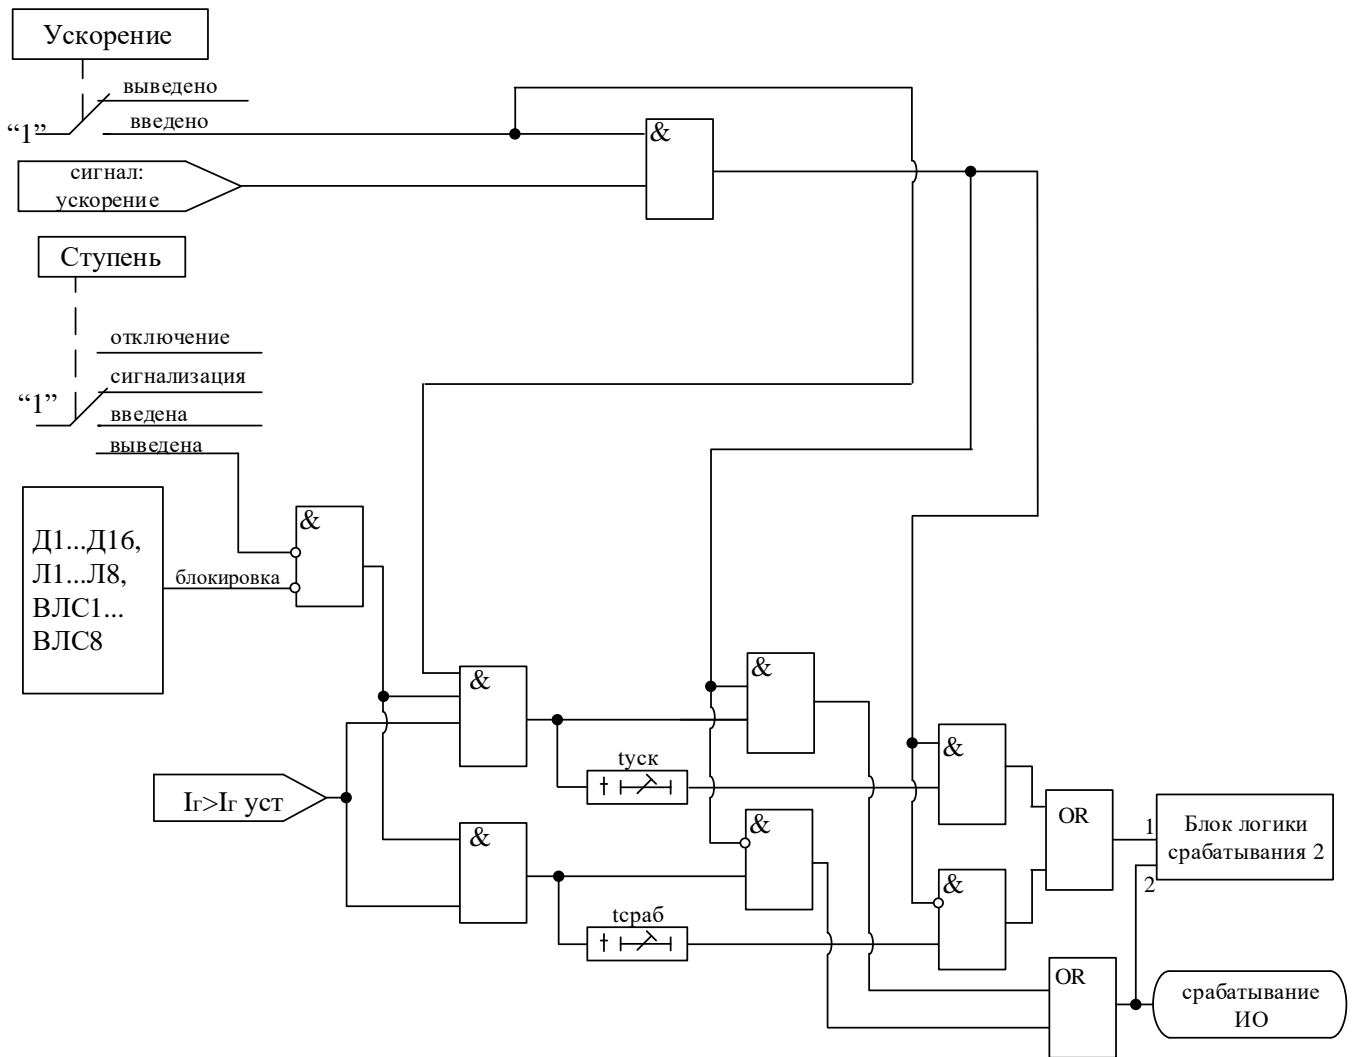 Ускорение
выведено
введено
“1”
&
сигнал:
ускорение
Ступень
отключение
сигнализация
“1”
введена
выведена
&
Д1...Д16,
Л1...Л8,
ВЛС1...
ВЛС8
блокировка
&
&
&
tуск
Iг>Iг уст
&
&
OR
1
Блок логики
срабатывания 2
2
&
tсраб
&
OR
срабатывание
ИО